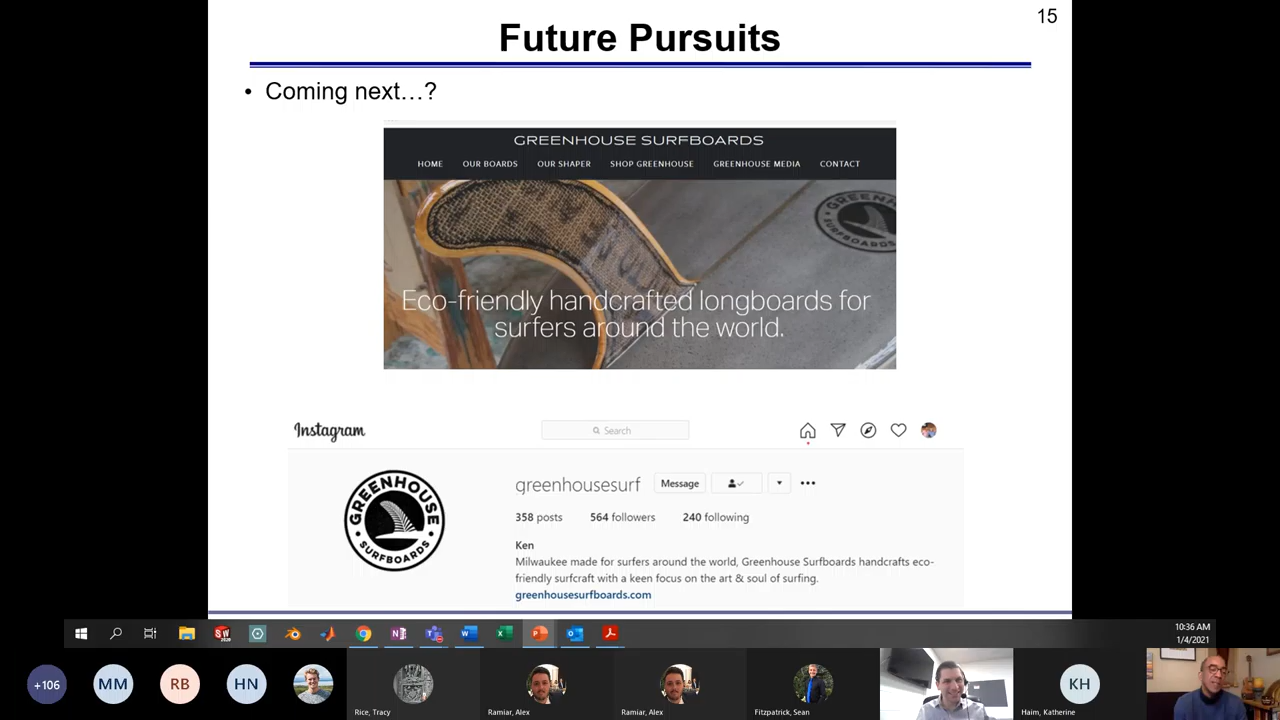 15
Future Pursuits
• Coming next…?
GREENHOUSE SURFBOARDS
HOME OUR BOARDS OUR SHAPER SHOP GREENHOUSE GREENHOUSE MEDIA CONTACT
SURFBOARDS
Eco-friendly handcrafted longboards for
surfers around the world.
Instagram
Search
GREENHOUSE
SURFBOARDS
greenhousesurf Message
358 posts 564 followers 240 following
Ken
Milwaukee made for surfers around the world, Greenhouse Surfboards handcrafts eco-
friendly surfcraft with a keen focus on the art & soul of surfing.
greenhousesurfboards.com
10:36 AM
1/4/2021
+106 MM RB HN KH
Rice, Tracy Ramiar, Alex Ramiar, Alex Fitzpatrick, Sean Haim, Katherine